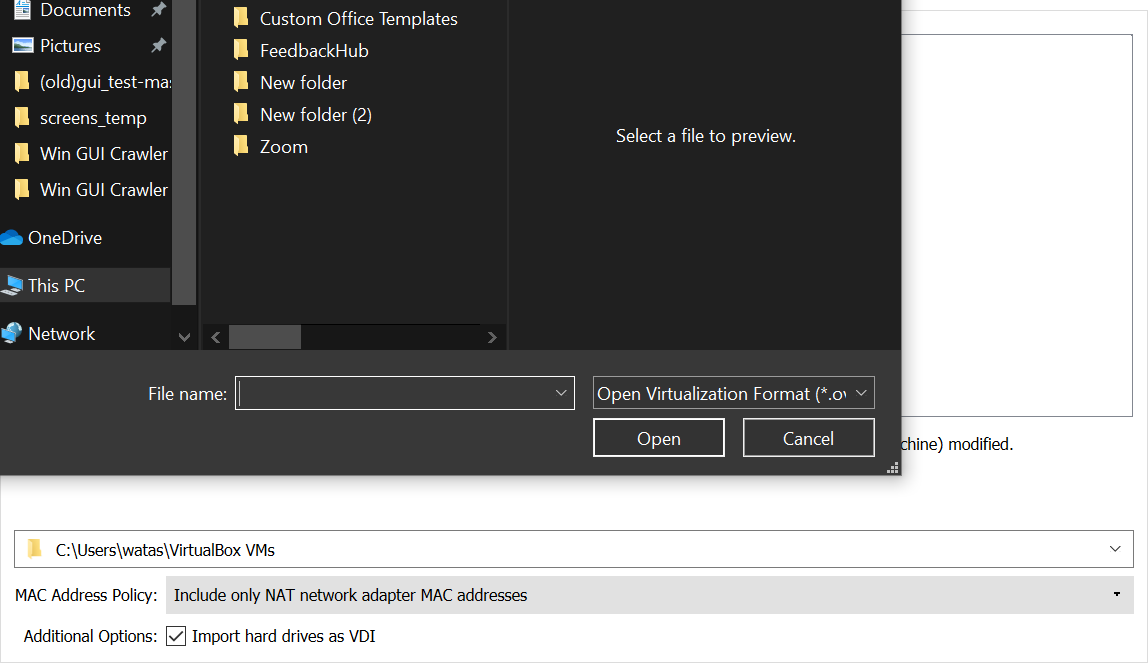 Documents
Pictures
(old)gui_test-mas
screens_temp
Win GUI Crawler
Win GUI Crawler
OneDrive
This PC
Network
Custom Office Templates
FeedbackHub
New folder
New folder (2)
Zoom
Select a file to preview.
File name:
Open Virtualization Format (*.ov
Open
Cancel
chine) modified.
C:\Users\watas\VirtualBox VMs
MAC Address Policy: Include only NAT network adapter MAC addresses
Additional Options: Import hard drives as VDI